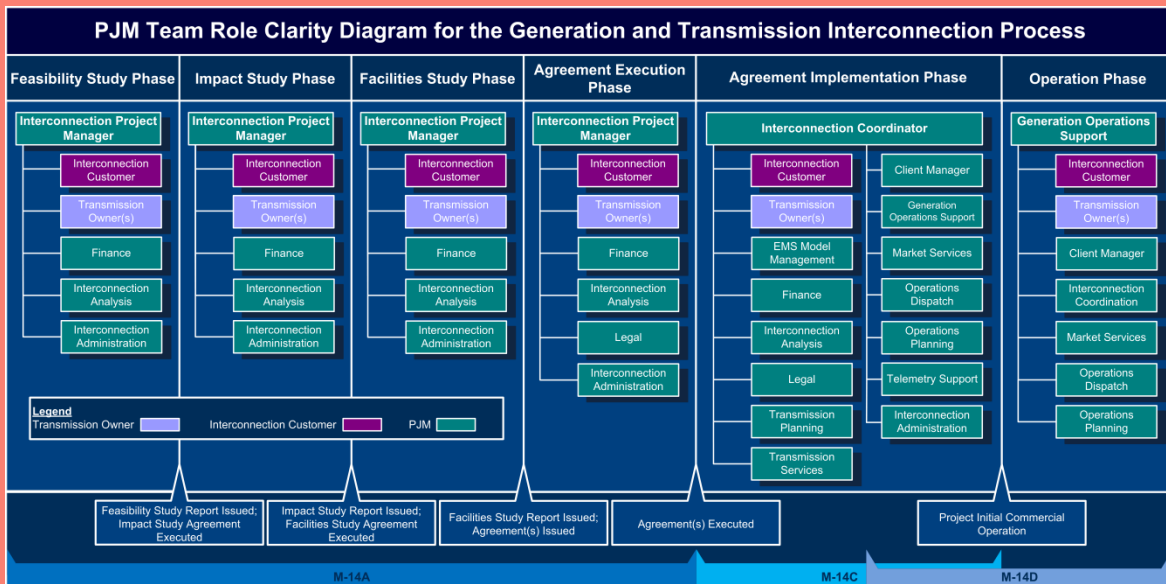 PJM Team Role Clarity Diagram for the Generation and Transmission Interconnection Process
Feasibility Study Phase
Interconnection Project
Manager
Interconnection
Customer
Transmission
Owner(s)
Finance
Interconnection
Analysis
Interconnection
Administration
Impact Study Phase
Interconnection Project
Manager
Interconnection
Customer
Transmission
Owner(s)
Finance
Interconnection
Analysis
Interconnection
Administration
Facilities Study Phase
Interconnection Project
Manager
Interconnection
Customer
Transmission
Owner(s)
Finance
Interconnection
Analysis
Interconnection
Administration
Agreement Execution
Phase
Interconnection Project
Manager
Interconnection
Customer
Transmission
Owner(s)
Finance
Interconnection
Analysis
Legal
Interconnection
Administration
Agreement Implementation Phase
Interconnection Coordinator
Interconnection
Customer
Transmission
Owner(s)
EMS Model
Management
Finance
Interconnection
Analysis
Legal
Transmission
Planning
Transmission
Services
Client Manager
Generation
Operations Support
Market Services
Operations
Dispatch
Operations
Planning
Telemetry Support
Interconnection
Administration
Operation Phase
Generation Operations
Support
Interconnection
Customer
Transmission
Owner(s)
Client Manager
Interconnection
Coordination
Market Services
Operations
Dispatch
Operations
Planning
Legend
Transmission Owner
Interconnection Customer
PJM
Feasibility Study Report Issued;
Impact Study Agreement
Executed
Impact Study Report Issued;
Facilities Study Agreement
Executed
Facilities Study Report Issued;
Agreement(s) Issued
Agreement(s) Executed
Project Initial Commercial
Operation
M-14A
M-14C
M-14D